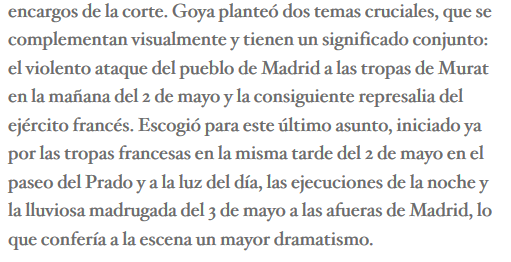 encargos de la corte. Goya planteó dos temas cruciales, que se
complementan visualmente y tienen un significado conjunto:
el violento ataque del pueblo de Madrid a las tropas de Murat
en la mañana del 2 de mayo y la consiguiente represalia del
ejército francés. Escogió para este último asunto, iniciado ya
por las tropas francesas en la misma tarde del 2 de mayo en el
paseo del Prado y a la luz del día, las ejecuciones de la noche y
la lluviosa madrugada del 3 de mayo a las afueras de Madrid, lo
que confería a la escena un mayor dramatismo.